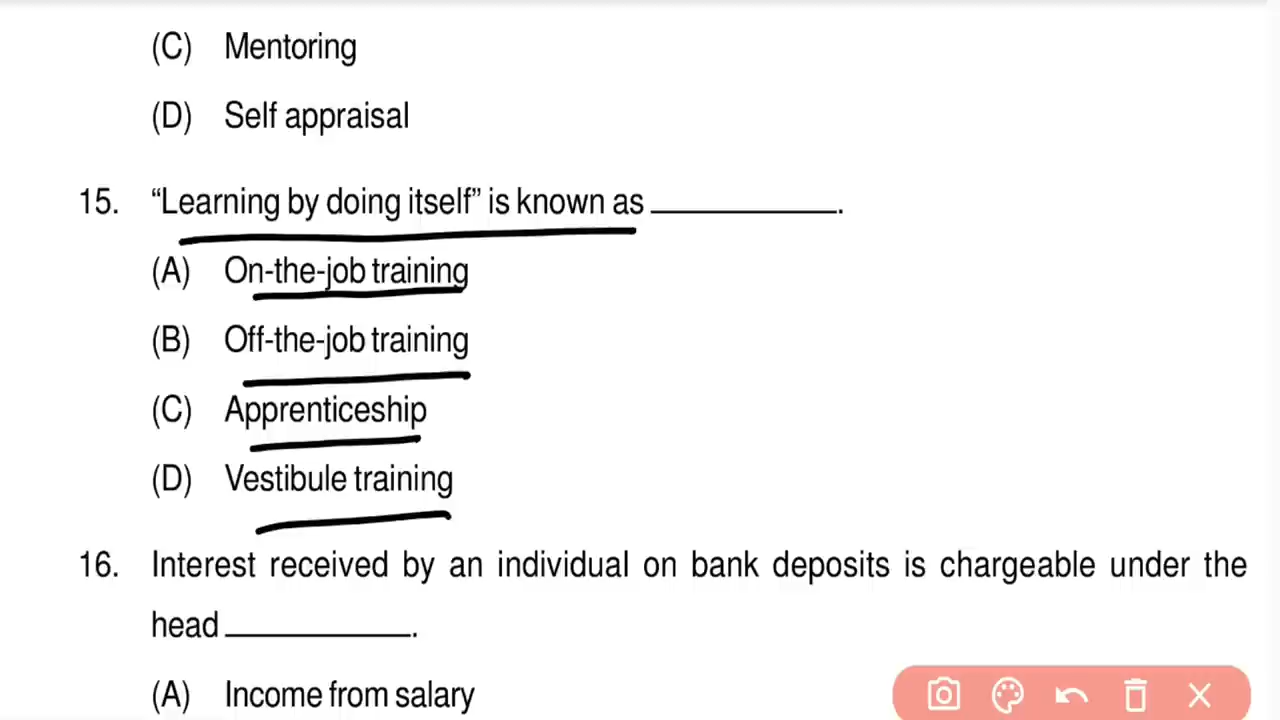 (C) Mentoring
(D) Self appraisal
15. “Learning by doing itself” is known as ____________.
(A) On-the-job training
(B) Off-the-job training
(C) Apprenticeship
(D) Vestibule training
16. Interest received by an individual on bank deposits is chargeable under the
head ____________.
(A) Income from salary